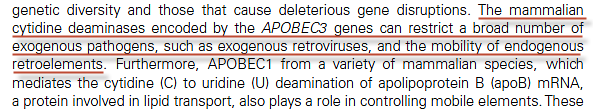 genetic diversity and those that cause deleterious gene disruptions. The mammalian
cytidine deaminases encoded by the APOBEC3 genes can restrict a broad number of
exogenous pathogens, such as exogenous retroviruses, and the mobility of endogenous
retroelements. Furthermore, APOBEC1 from a variety of mammalian species, which
mediates the cytidine (C) to uridine (U) deamination of apolipoprotein B (apoB) mRNA,
a protein involved in lipid transport, also plays a role in controlling mobile elements. These